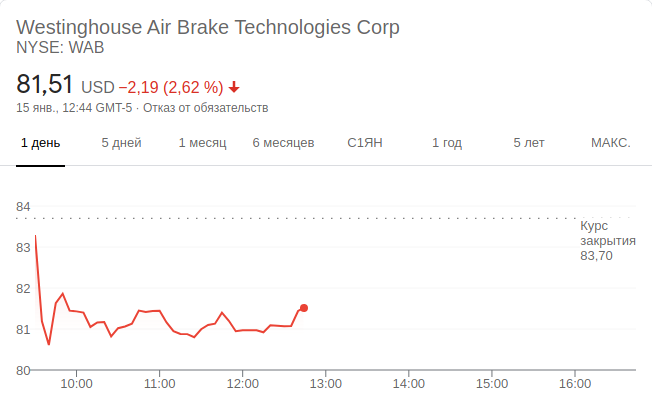 Westinghouse Air Brake Technologies Corp
NYSE: WAB
81,51 USD −2,19 (2,62 %)
15 янв., 12:44 GMT-5 · Отказ от обязательств
1 день 5 дней 1 месяц 6 месяцев С1ЯН 1 год 5 лет МАКС.
84
Курс
закрытия
83,70
83
82
81
80
10:00 11:00 12:00 13:00 14:00 15:00 16:00